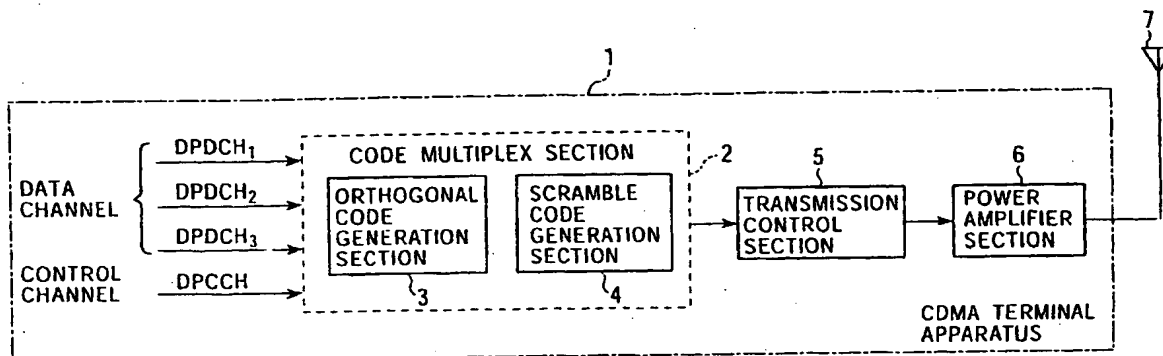 7
1
DATA
CHANNEL
DPDCH1
DPDCH2
DPDCH3
CONTROL
CHANNEL
DPCCH
CODE MULTIPLEX SECTION
2
ORTHOGONAL
CODE
GENERATION
SECTION
3
SCRAMBLE
CODE
GENERATION
SECTION
4
5
TRANSMISSION
CONTROL
SECTION
6
POWER
AMPLIFIER
SECTION
CDMA TERMINAL
APPARATUS